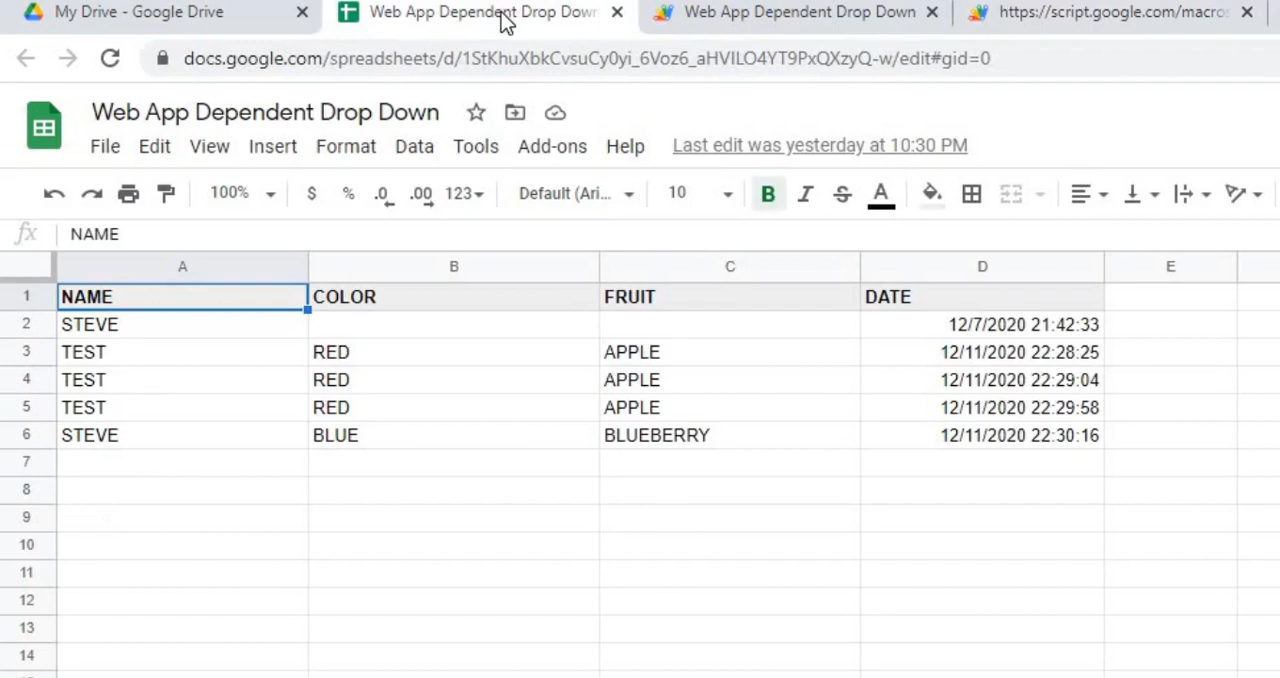 My Drive - Google Drive
Web App Dependent Drop Down
Web App Dependent Drop Down
https://script.google.com/macros
docs.google.com/spreadsheets/d/1StKhuXbkCvsuCy0yi_6Voz6_aHVILO4YT9PxQXzyQ-w/edit#gid=0
Web App Dependent Drop Down
File Edit View Insert Format Data Tools Add-ons Help Last edit was yesterday at 10:30 PM
100% $ % .0 .00 123 Default (Ari... 10 B I S A
fx NAME
A B C D E
1 NAME COLOR FRUIT DATE
2 STEVE 12/7/2020 21:42:33
3 TEST RED APPLE 12/11/2020 22:28:25
4 TEST RED APPLE 12/11/2020 22:29:04
5 TEST RED APPLE 12/11/2020 22:29:58
6 STEVE BLUE BLUEBERRY 12/11/2020 22:30:16
7
8
9
10
11
12
13
14